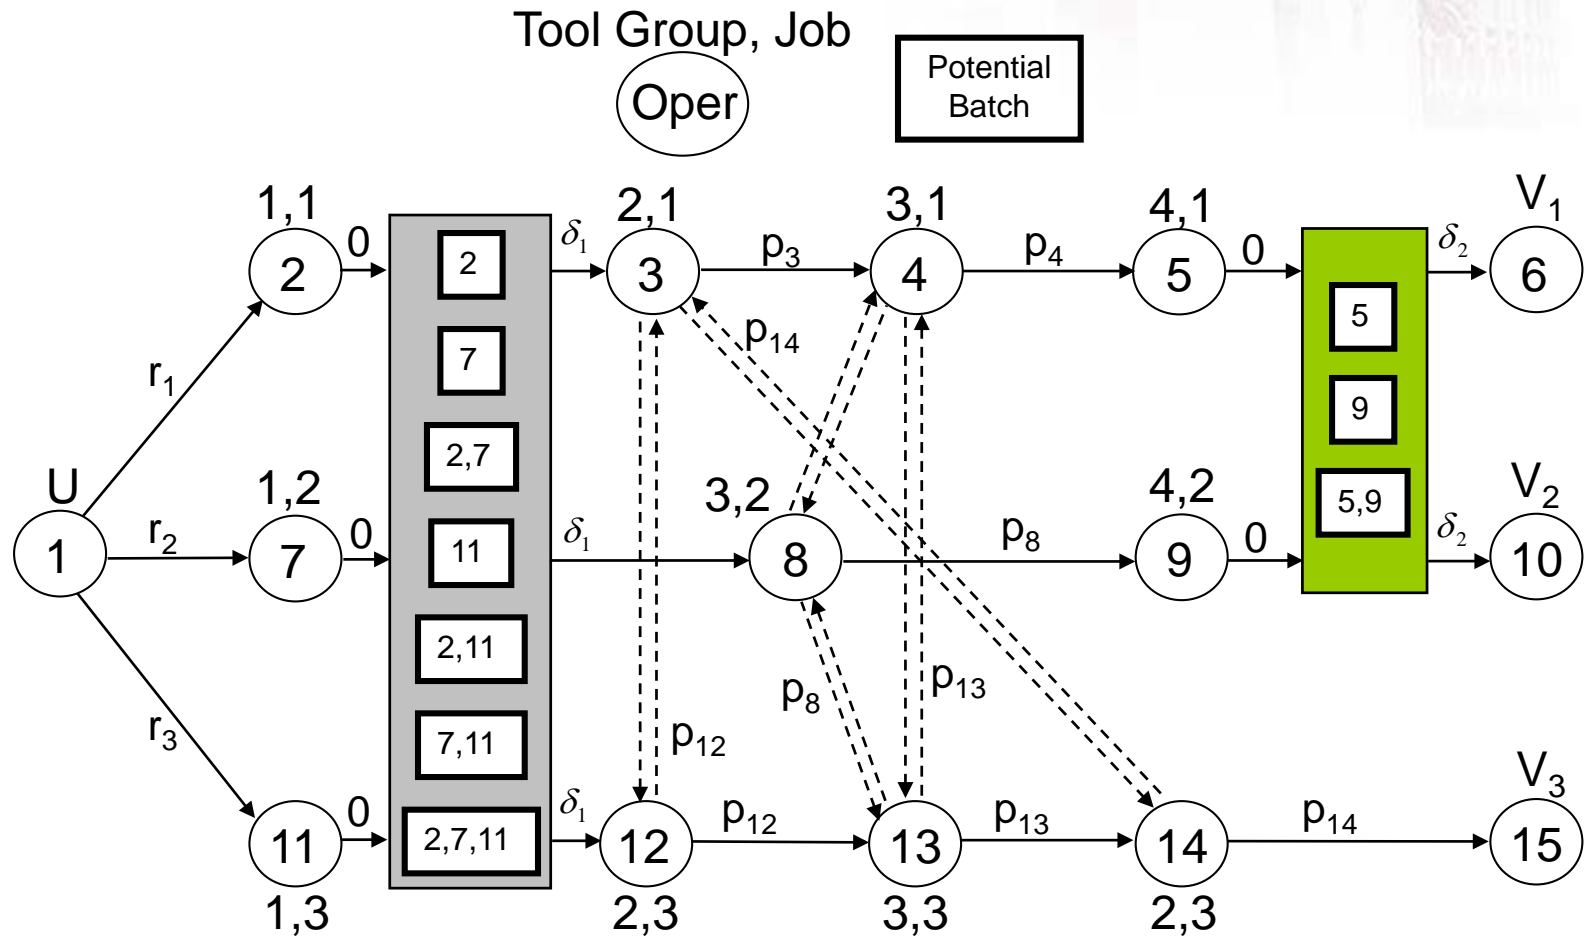 Tool Group, Job
Oper
Potential
Batch
1,1
2
0
2
7
2,7
11
2,11
7,11
2,7,11
δ₁
2,1
3
p₃
3,1
4
p₄
4,1
5
0
5
9
5,9
δ₂
V₁
6
r₁
p₁₄
U
1
r₂
1,2
7
0
δ₁
3,2
8
p₈
4,2
9
0
δ₂
V₂
10
r₃
p₈
p₁₃
p₁₂
11
1,3
0
δ₁
12
2,3
p₁₂
13
3,3
p₁₃
14
2,3
p₁₄
V₃
15